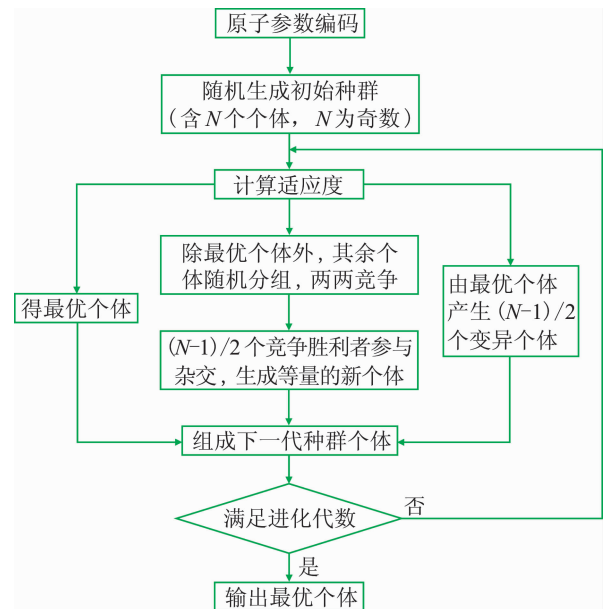 原子参数编码
随机生成初始种群
（含N个个体，N为奇数）
计算适应度
除最优个体外，其余个
体随机分组，两两竞争
得最优个体
由最优个体
产生(N-1)/2
个变异个体
(N-1)/2个竞争胜利者参与
杂交，生成等量的新个体
组成下一代种群个体
满足进化代数
否
是
输出最优个体